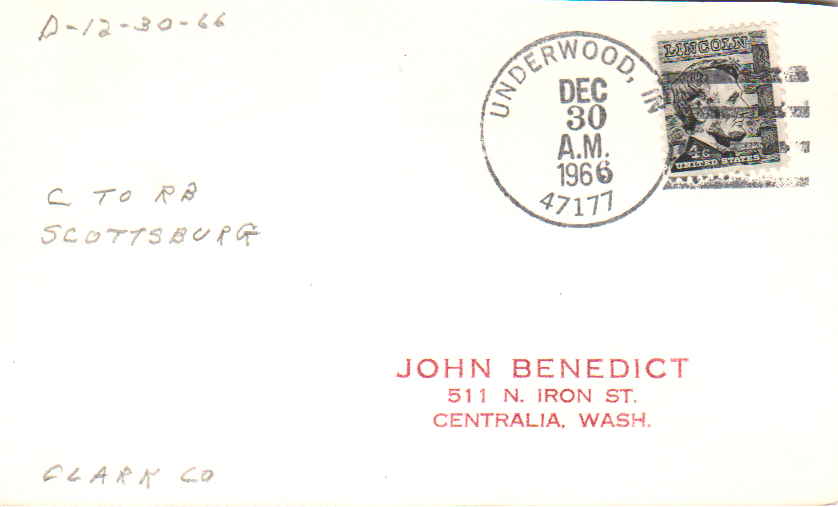 D-12-30-66
UNDERWOOD, IN
DEC
30
A.M.
1966
47177
LINCOLN
4c
UNITED STATES
C TO RB
SCOTTSBURG
JOHN BENEDICT
511 N. IRON ST.
CENTRALIA, WASH.
CLARK CO